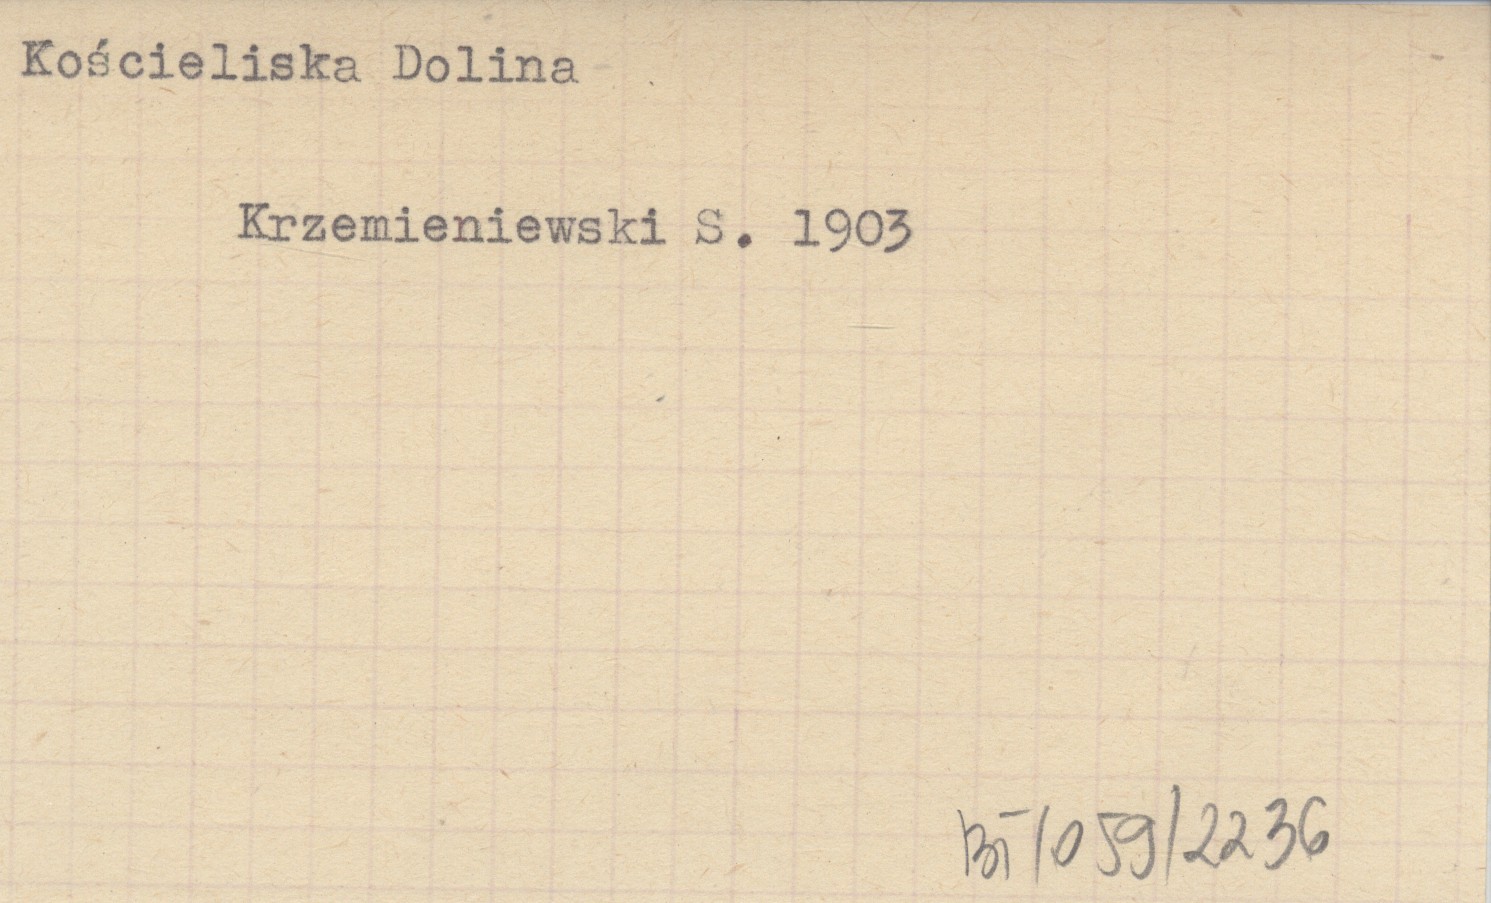 Kościeliska Dolina
Krzemieniewski S. 1903
BT/059/2236